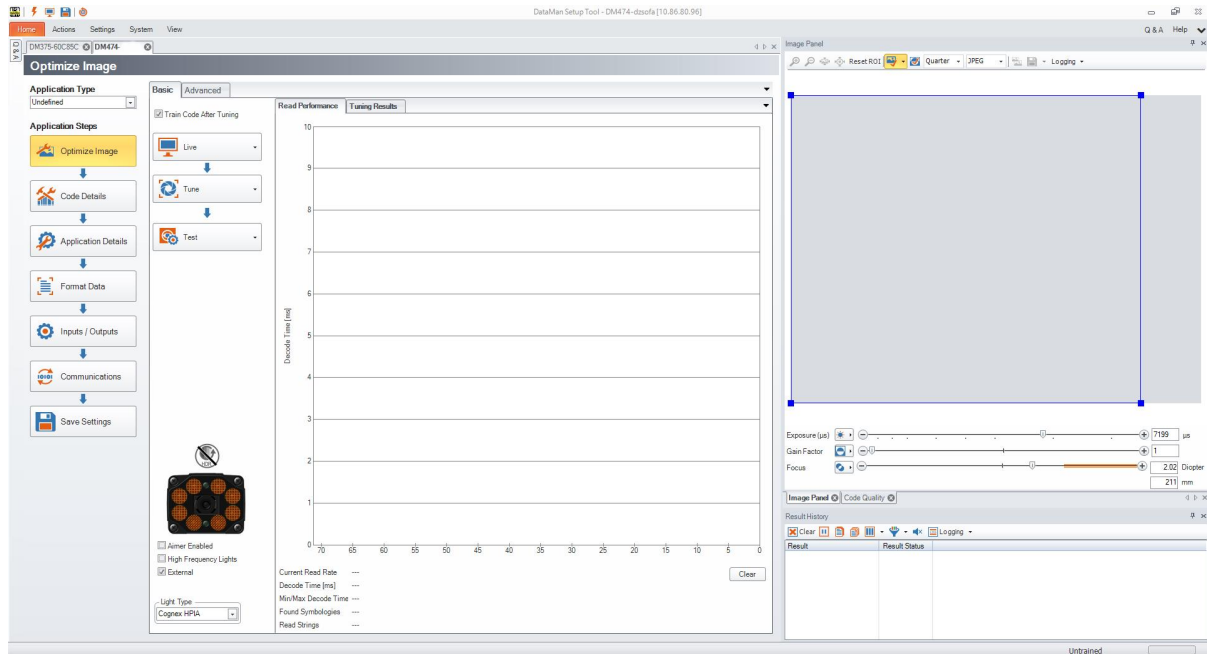 DataMan Setup Tool - DM474-dzsofa [10.86.80.96]
Home Actions Settings System View
Q & A Help
Q & A
DM375-60C85C DM474-
Optimize Image
Application Type
Undefined
Application Steps
Optimize Image
Code Details
Application Details
Format Data
Inputs / Outputs
Communications
Save Settings
Basic Advanced
Train Code After Tuning
Live
Tune
Test
HDR
Aimer Enabled
High Frequency Lights
External
Light Type
Cognex HPIA
Read Performance Tuning Results
Decode Time [ms]
10
9
8
7
6
5
4
3
2
1
0
70 65 60 55 50 45 40 35 30 25 20 15 10 5 0
Current Read Rate ---
Clear
Decode Time [ms] ---
Min/Max Decode Time ---
Found Symbologies ---
Read Strings ---
Image Panel
Reset ROI Quarter JPEG Logging
Exposure (µs) 7199 µs
Gain Factor 1
Focus 2.02 Diopter
211 mm
Image Panel Code Quality
Result History
Clear Logging
Result Result Status
Untrained